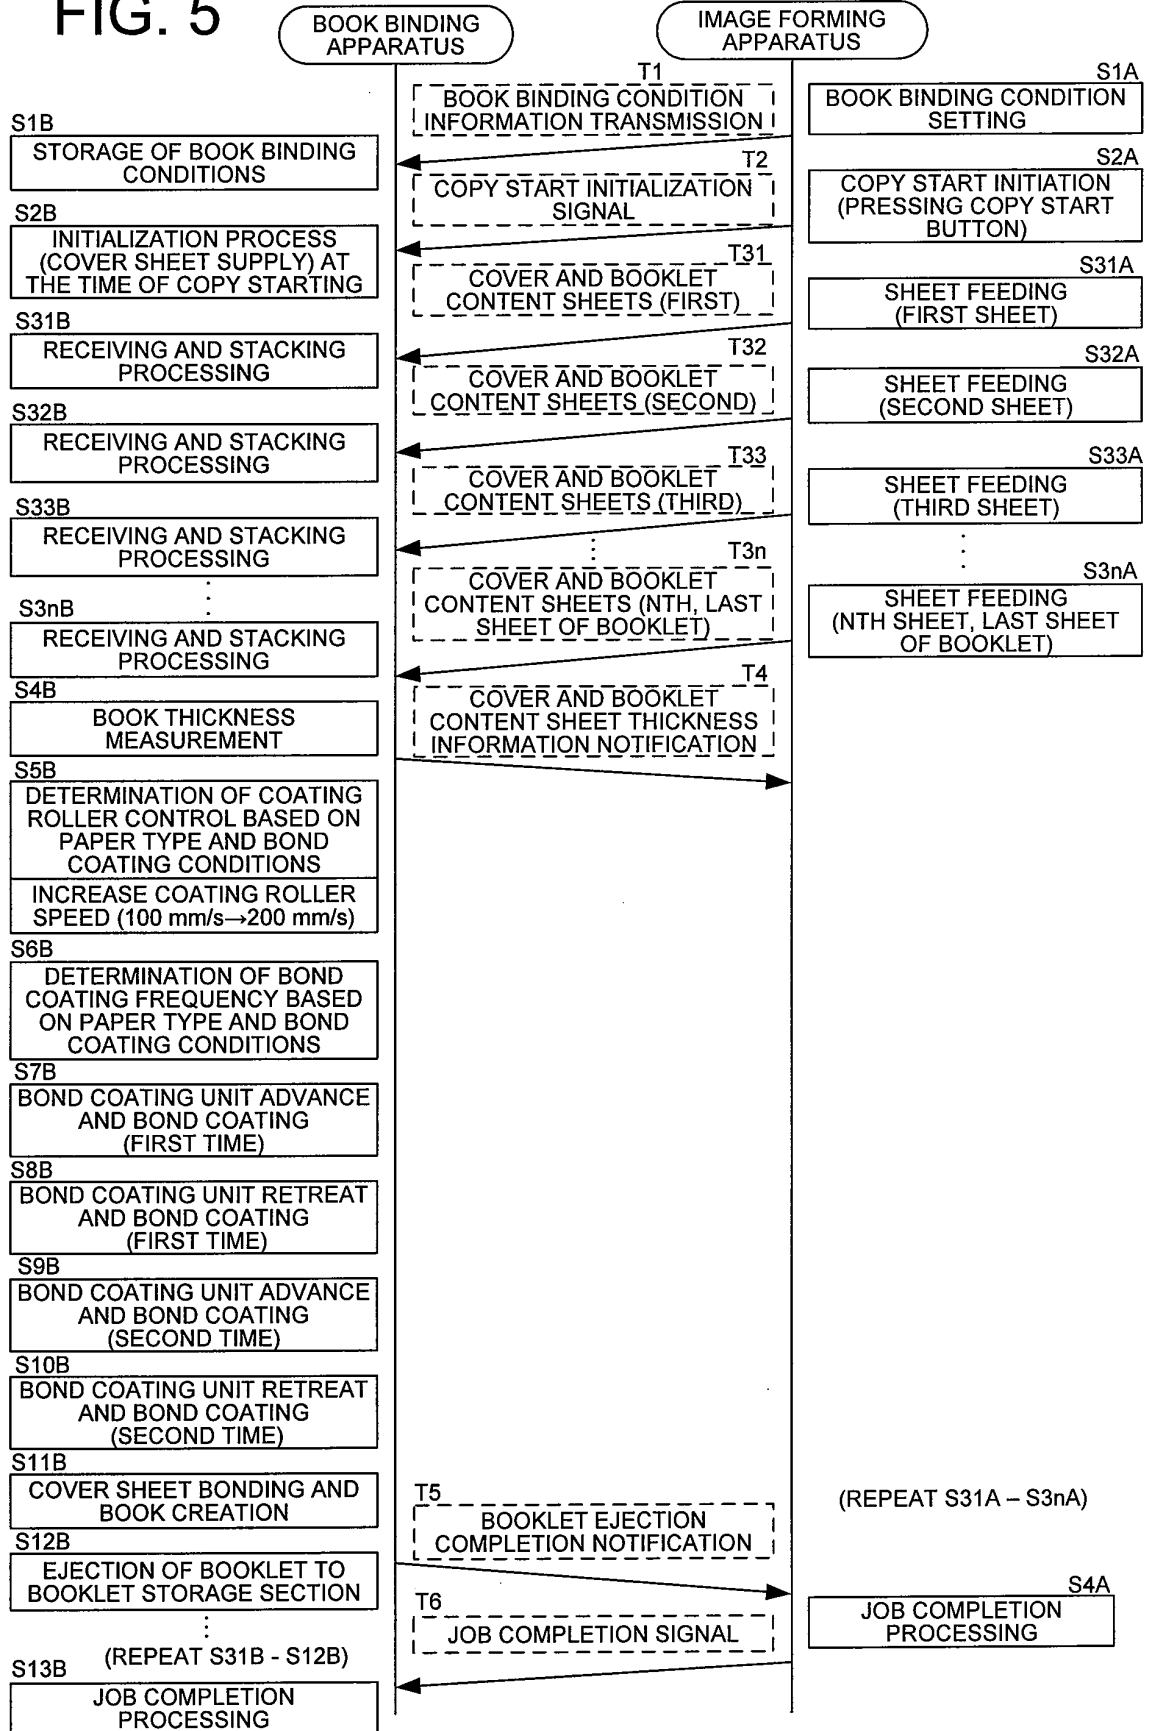 FIG. 5
BOOK BINDING
APPARATUS
IMAGE FORMING
APPARATUS
T1
BOOK BINDING CONDITION
INFORMATION TRANSMISSION
S1A
BOOK BINDING CONDITION
SETTING
S1B
STORAGE OF BOOK BINDING
CONDITIONS
T2
COPY START INITIALIZATION
SIGNAL
S2A
COPY START INITIATION
(PRESSING COPY START
BUTTON)
S2B
INITIALIZATION PROCESS
(COVER SHEET SUPPLY) AT
THE TIME OF COPY STARTING
T31
COVER AND BOOKLET
CONTENT SHEETS (FIRST)
S31A
SHEET FEEDING
(FIRST SHEET)
S31B
RECEIVING AND STACKING
PROCESSING
T32
COVER AND BOOKLET
CONTENT SHEETS (SECOND)
S32A
SHEET FEEDING
(SECOND SHEET)
S32B
RECEIVING AND STACKING
PROCESSING
T33
COVER AND BOOKLET
CONTENT SHEETS (THIRD)
S33A
SHEET FEEDING
(THIRD SHEET)
S33B
RECEIVING AND STACKING
PROCESSING
T3n
COVER AND BOOKLET
CONTENT SHEETS (NTH, LAST
SHEET OF BOOKLET)
S3nA
SHEET FEEDING
(NTH SHEET, LAST SHEET
OF BOOKLET)
S3nB
RECEIVING AND STACKING
PROCESSING
T4
COVER AND BOOKLET
CONTENT SHEET THICKNESS
INFORMATION NOTIFICATION
S4B
BOOK THICKNESS
MEASUREMENT
S5B
DETERMINATION OF COATING
ROLLER CONTROL BASED ON
PAPER TYPE AND BOND
COATING CONDITIONS
INCREASE COATING ROLLER
SPEED (100 mm/s→200 mm/s)
S6B
DETERMINATION OF BOND
COATING FREQUENCY BASED
ON PAPER TYPE AND BOND
COATING CONDITIONS
S7B
BOND COATING UNIT ADVANCE
AND BOND COATING
(FIRST TIME)
S8B
BOND COATING UNIT RETREAT
AND BOND COATING
(FIRST TIME)
S9B
BOND COATING UNIT ADVANCE
AND BOND COATING
(SECOND TIME)
S10B
BOND COATING UNIT RETREAT
AND BOND COATING
(SECOND TIME)
S11B
COVER SHEET BONDING AND
BOOK CREATION
T5
BOOKLET EJECTION
COMPLETION NOTIFICATION
(REPEAT S31A – S3nA)
S12B
EJECTION OF BOOKLET TO
BOOKLET STORAGE SECTION
T6
JOB COMPLETION SIGNAL
S4A
JOB COMPLETION
PROCESSING
(REPEAT S31B - S12B)
S13B
JOB COMPLETION
PROCESSING